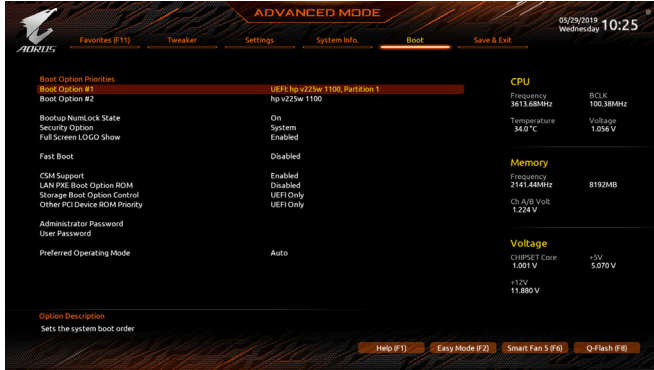 ADVANCED MODE
05/29/2019 Wednesday 10:25
AORUS
Favorites (F11) Tweaker Settings System Info. Boot Save & Exit
Boot Option Priorities
Boot Option #1 UEFI: hp v225w 1100, Partition 1
Boot Option #2 hp v225w 1100
Bootup NumLock State On
Security Option System
Full Screen LOGO Show Enabled
Fast Boot Disabled
CSM Support Enabled
LAN PXE Boot Option ROM Disabled
Storage Boot Option Control UEFI Only
Other PCI Device ROM Priority UEFI Only
Administrator Password
User Password
Preferred Operating Mode Auto
CPU
Frequency BCLK
3613.68MHz 100.38MHz
Temperature Voltage
34.0 °C 1.056 V
Memory
Frequency
2141.44MHz 8192MB
Ch A/B Volt
1.224 V
Voltage
CHIPSET Core +5V
1.001 V 5.070 V
+12V
11.880 V
Option Description
Sets the system boot order
Help (F1) Easy Mode (F2) Smart Fan 5 (F6) Q-Flash (F8)